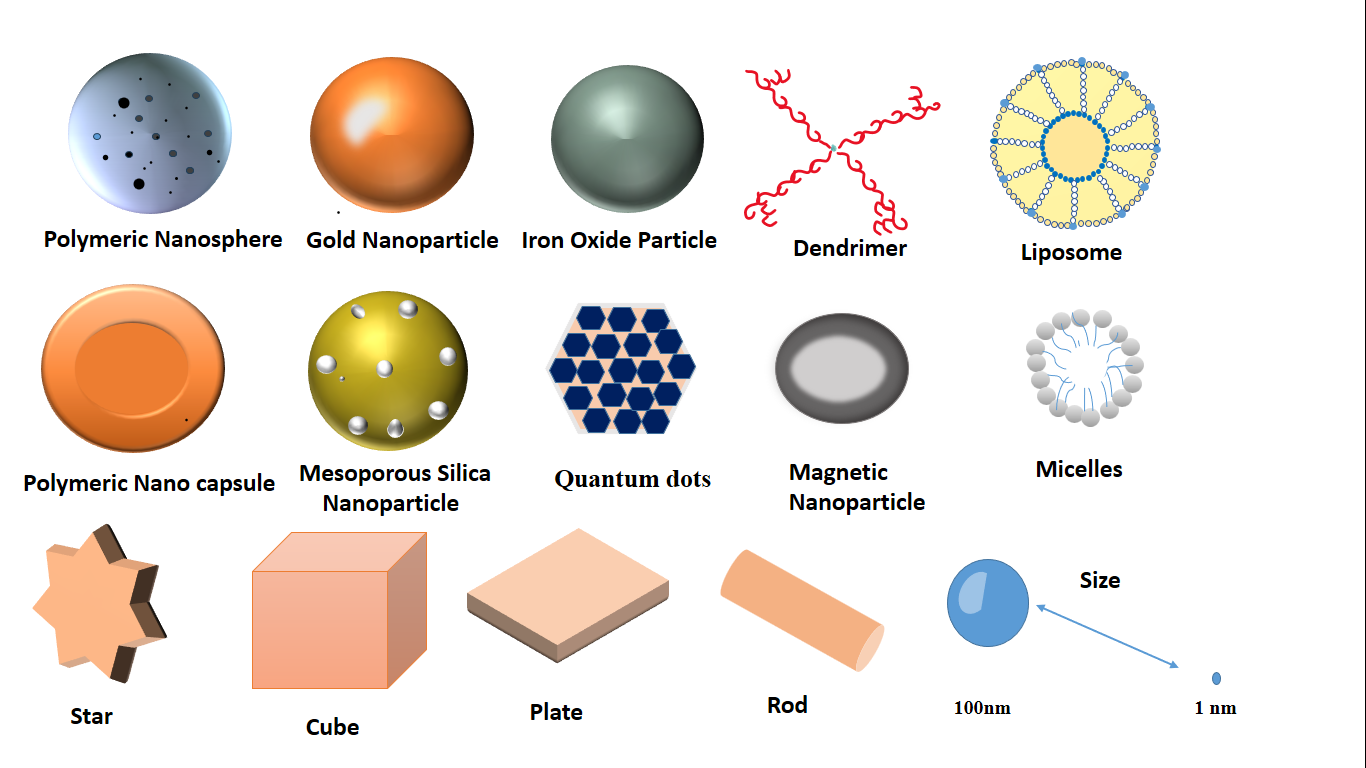 Polymeric Nanosphere
Gold Nanoparticle
Iron Oxide Particle
Dendrimer
Liposome
Polymeric Nano capsule
Mesoporous Silica
Nanoparticle
Quantum dots
Magnetic
Nanoparticle
Micelles
Star
Cube
Plate
Rod
Size
100nm
1 nm